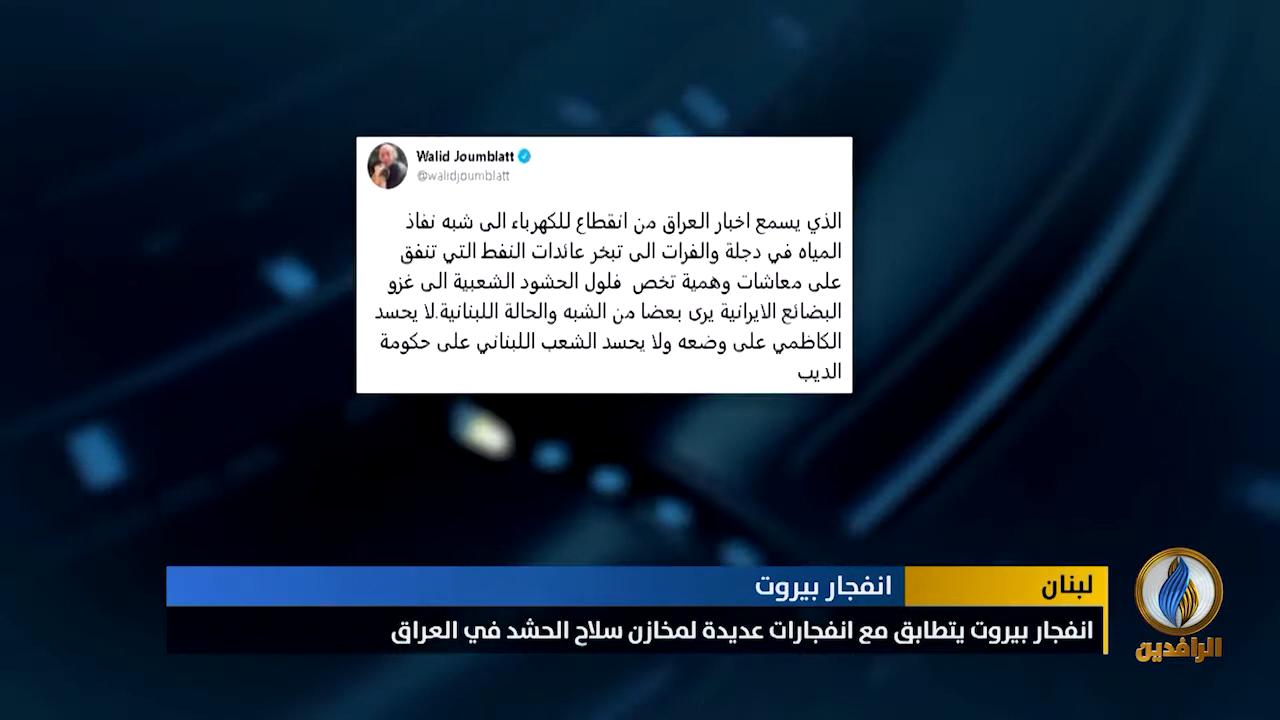 Walid Joumblatt
@walidjoumblatt
الذي يسمع اخبار العراق من انقطاع للكهرباء الى شبه نفاذ
المياه في دجلة والفرات الى تبخر عائدات النفط التي تنفق
على معاشات وهمية تخص فلول الحشود الشعبية الى غزو
البضائع الايرانية يرى بعضا من الشبه والحالة اللبنانية.لا يحسد
الكاظمي على وضعه ولا يحسد الشعب اللبناني على حكومة
الديب
لبنان
انفجار بيروت
انفجار بيروت يتطابق مع انفجارات عديدة لمخازن سلاح الحشد في العراق
الرافدين